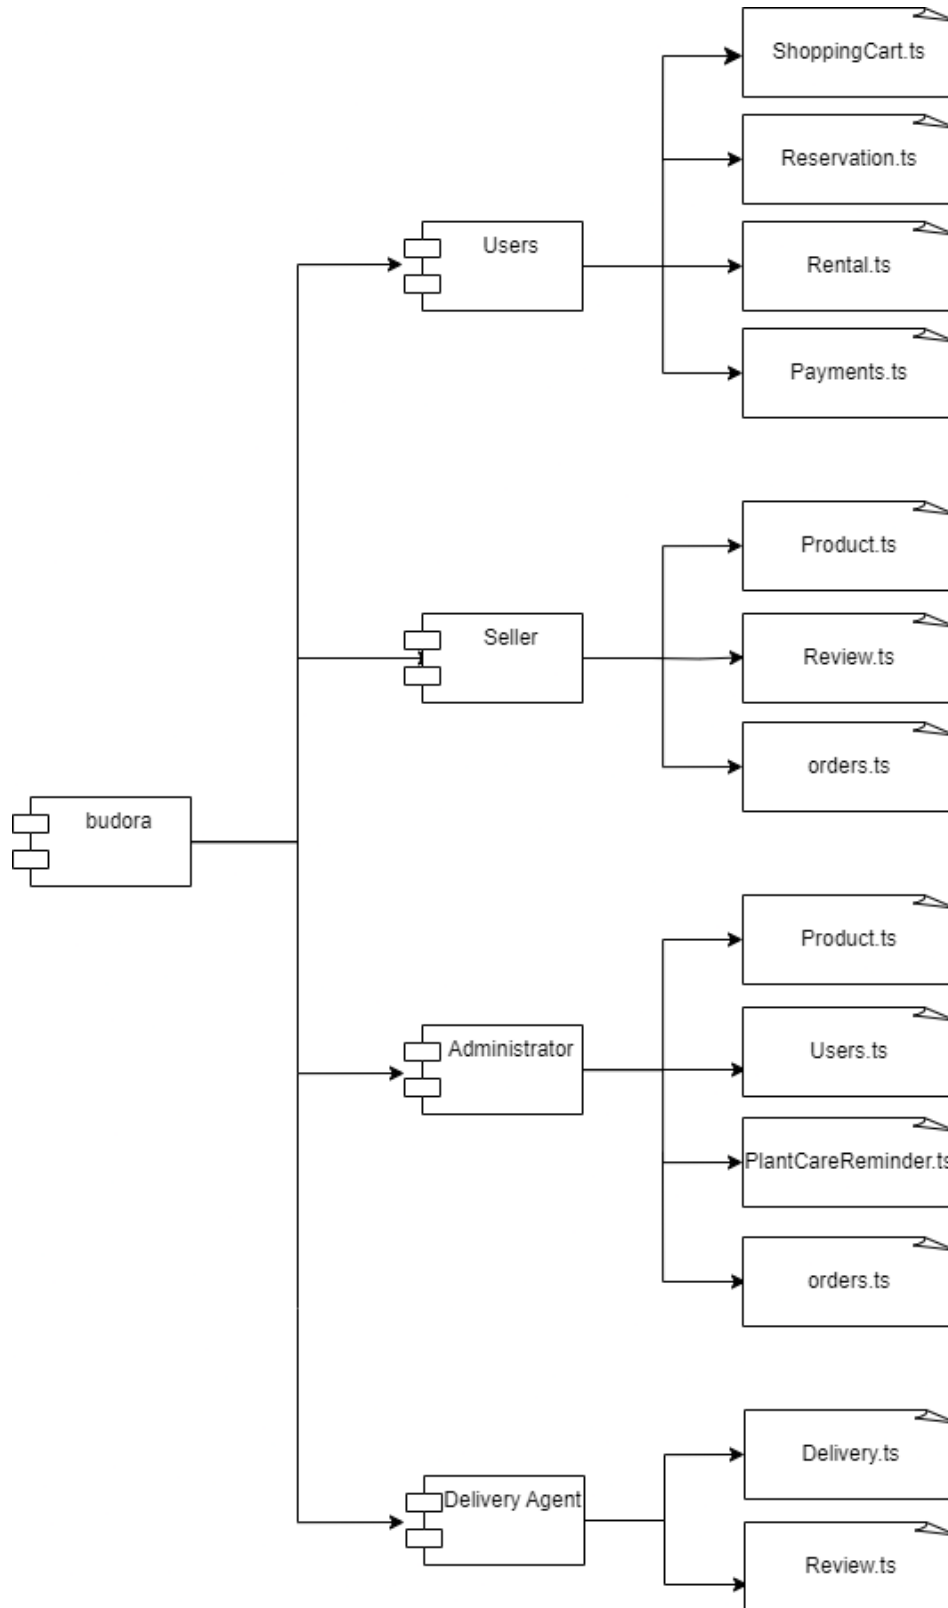 ShoppingCart.ts
Reservation.ts
Users
Rental.ts
Payments.ts
Product.ts
Seller
Review.ts
orders.ts
budora
Product.ts
Administrator
Users.ts
PlantCareReminder.ts
orders.ts
Delivery.ts
Delivery Agent
Review.ts